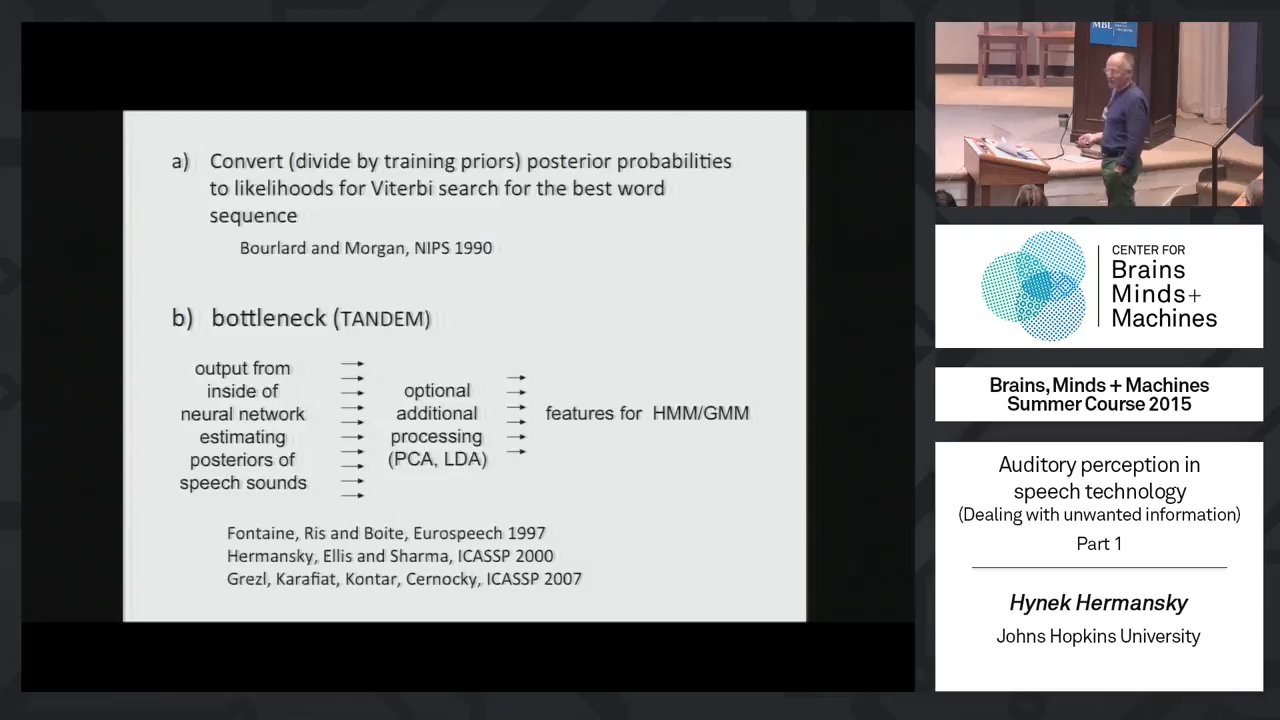 a) Convert (divide by training priors) posterior probabilities
to likelihoods for Viterbi search for the best word
sequence
Bourlard and Morgan, NIPS 1990
b) bottleneck (TANDEM)
output from
inside of
neural network
estimating
posteriors of
speech sounds
optional
additional
processing
(PCA, LDA)
features for HMM/GMM
Fontaine, Ris and Boite, Eurospeech 1997
Hermansky, Ellis and Sharma, ICASSP 2000
Grezl, Karafiat, Kontar, Cernocky, ICASSP 2007
MBL
CENTER FOR
Brains
Minds+
Machines
Brains, Minds + Machines
Summer Course 2015
Auditory perception in
speech technology
(Dealing with unwanted information)
Part 1
Hynek Hermansky
Johns Hopkins University